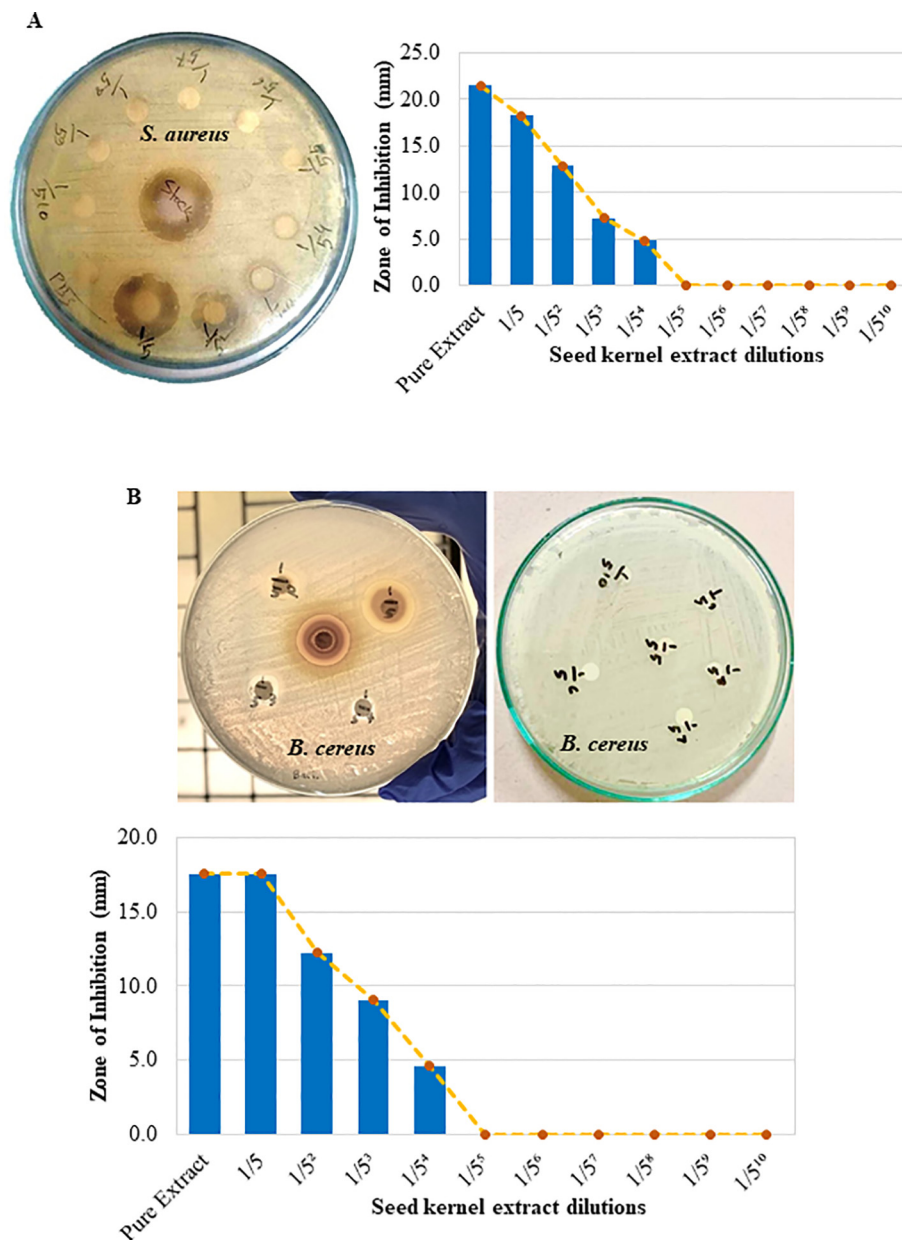 A
S. aureus
Stock
1/5
Zone of Inhibition (mm)
25.0
20.0
15.0
10.0
5.0
0.0
Pure Extract
1/5
1/5²
1/5³
1/5⁴
1/5⁵
1/5⁶
1/5⁷
1/5⁸
1/5⁹
1/5¹⁰
Seed kernel extract dilutions
B
B. cereus
B. cereus
Zone of Inhibition (mm)
20.0
15.0
10.0
5.0
0.0
Pure Extract
1/5
1/5²
1/5³
1/5⁴
1/5⁵
1/5⁶
1/5⁷
1/5⁸
1/5⁹
1/5¹⁰
Seed kernel extract dilutions